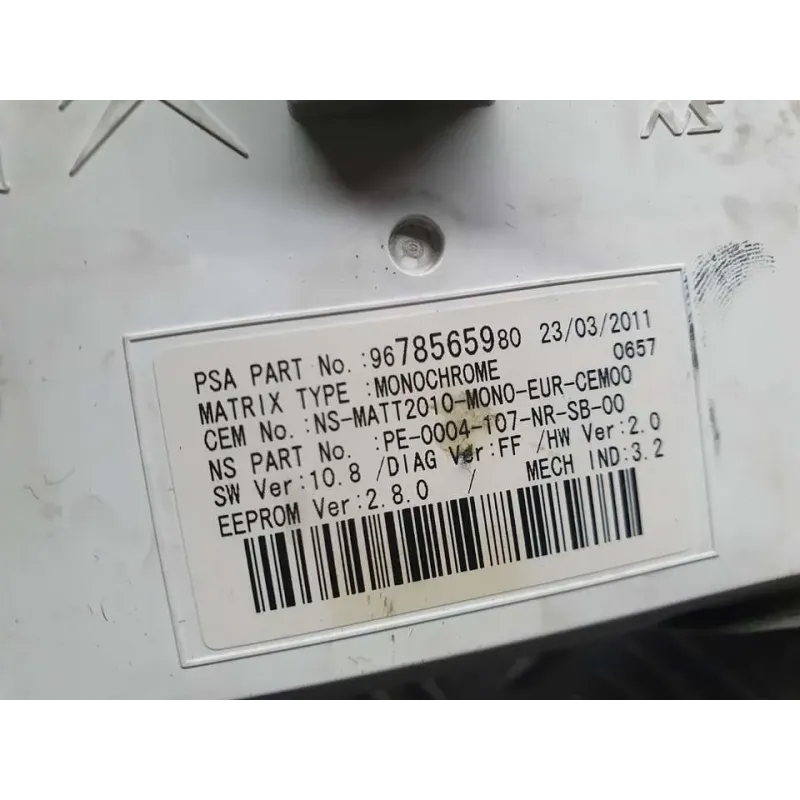 NS
PSA PART No.:9678565980 23/03/2011
MATRIX TYPE :MONOCHROME 0657
CEM No.:NS-MATT2010-MONO-EUR-CEM00
NS PART No. :PE-0004-107-NR-SB-00
SW Ver:10.8 /DIAG Ver:FF /HW Ver:2.0
EEPROM Ver:2.8.0 / MECH IND:3.2